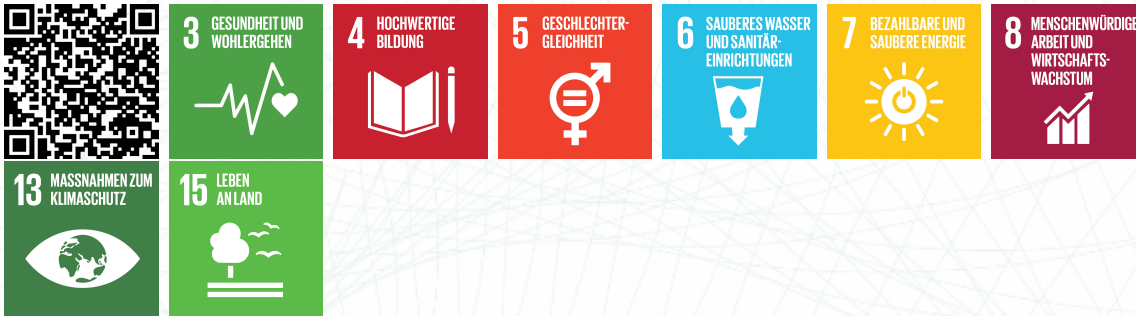 3 GESUNDHEIT UND
WOHLERGEHEN
4 HOCHWERTIGE
BILDUNG
5 GESCHLECHTER-
GLEICHHEIT
6 SAUBERES WASSER
UND SANITÄR-
EINRICHTUNGEN
7 BEZAHLBARE UND
SAUBERE ENERGIE
8 MENSCHENWÜRDIGE
ARBEIT UND
WIRTSCHAFTS-
WACHSTUM
13 MASSNAHMEN ZUM
KLIMASCHUTZ
15 LEBEN
AN LAND